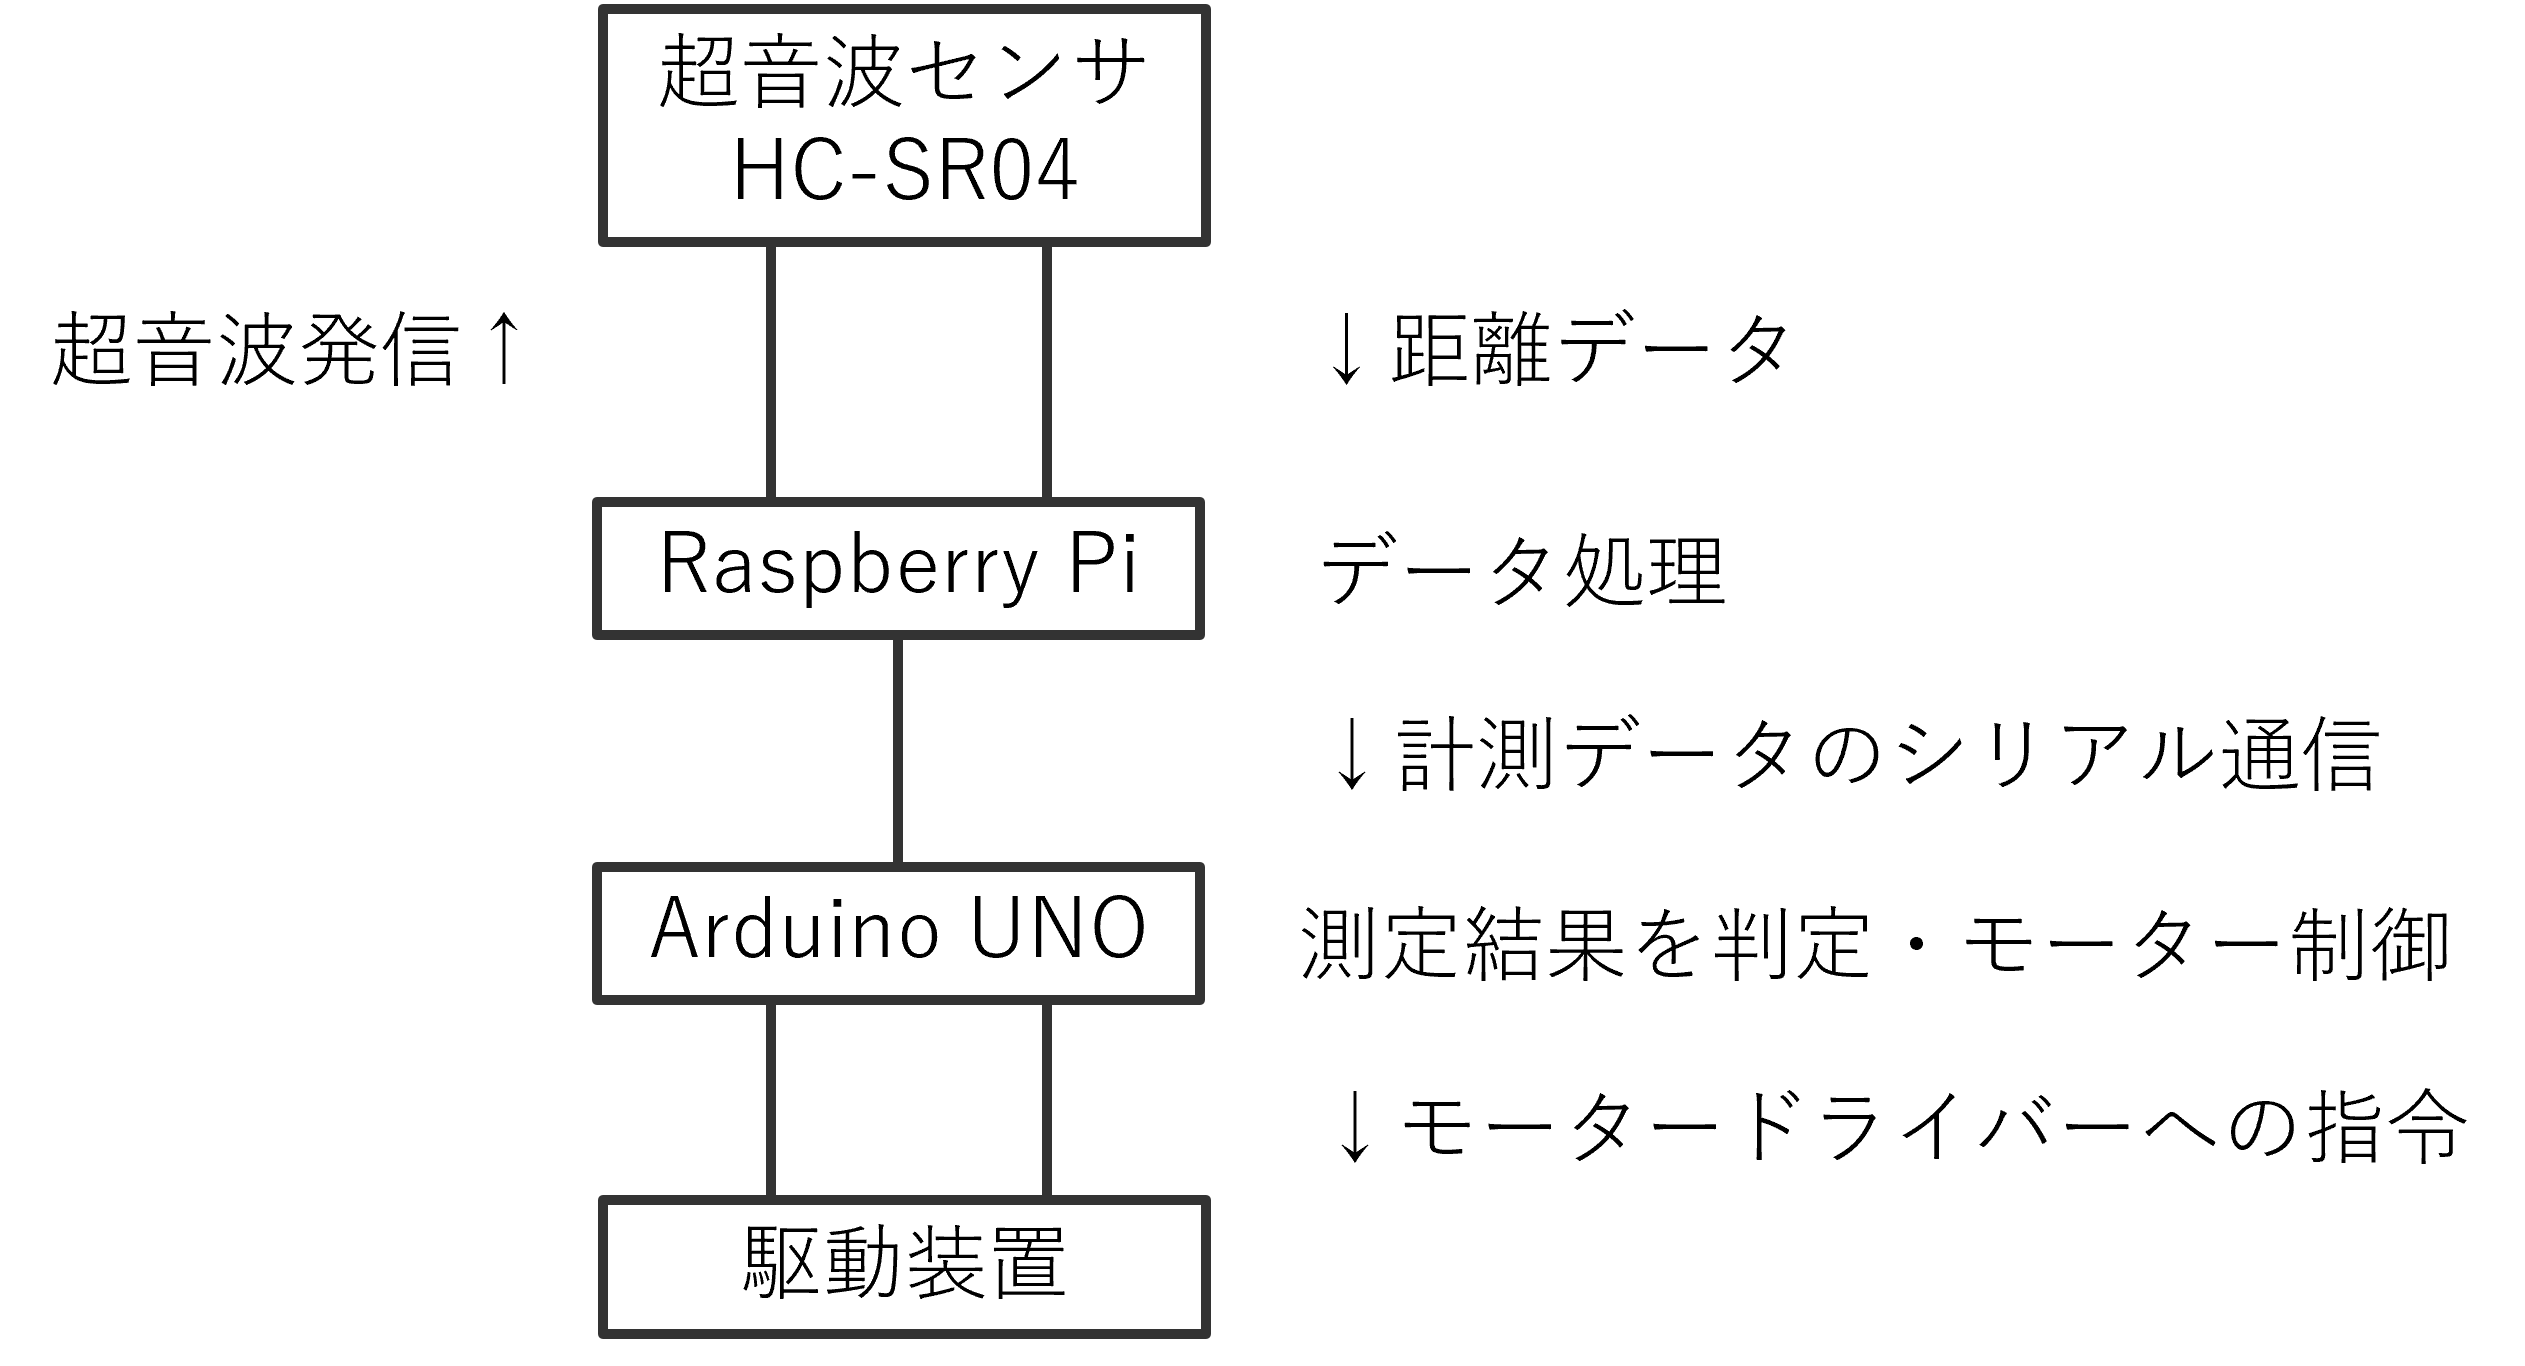 超音波センサ
HC-SR04
超音波発信↑
↓距離データ
Raspberry Pi
データ処理
↓計測データのシリアル通信
Arduino UNO
測定結果を判定・モーター制御
↓モータードライバーへの指令
駆動装置